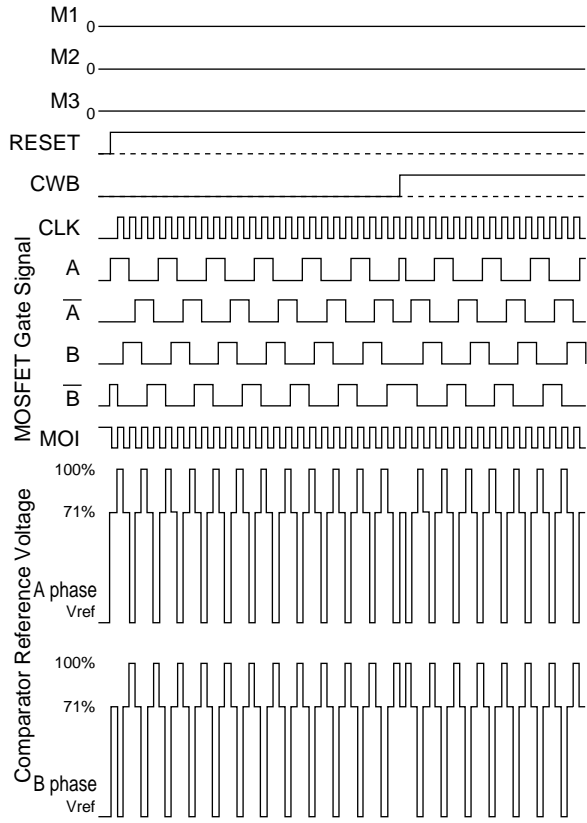 M1 0
M2 0
M3 0
RESET
CWB
CLK
MOSFET Gate Signal
A
A̅
B
B̅
MOI
Comparator Reference Voltage
100%
71%
A phase
Vref
100%
71%
B phase
Vref